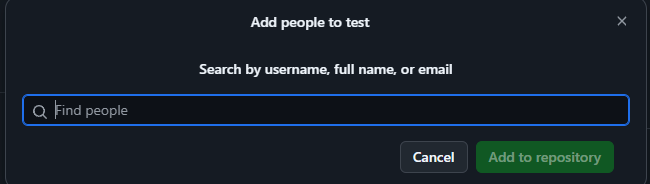 Add people to test
Search by username, full name, or email
Find people
Cancel
Add to repository